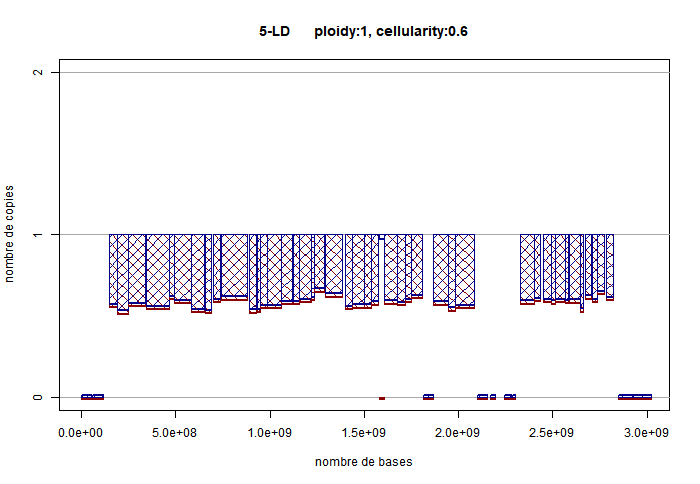 5-LD ploidy:1, cellularity:0.6
nombre de copies
2
1
0
0.0e+00 5.0e+08 1.0e+09 1.5e+09 2.0e+09 2.5e+09 3.0e+09
nombre de bases